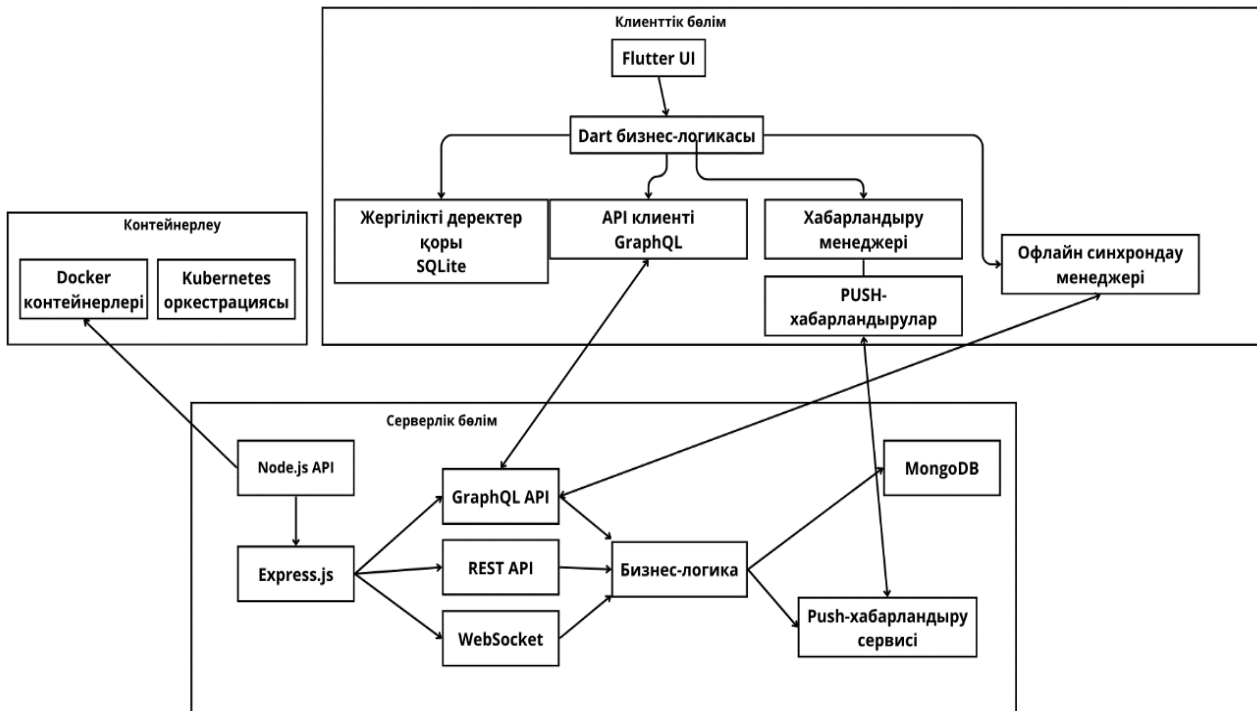 Клиенттік бөлім
Flutter UI
Dart бизнес-логикасы
Жергілікті деректер
қоры
SQLite
API клиенті
GraphQL
Хабарландыру
менеджері
PUSH-
хабарландырулар
Офлайн синхрондау
менеджері
Контейнерлеу
Docker
контейнерлері
Kubernetes
оркестрациясы
Серверлік бөлім
Node.js API
Express.js
GraphQL API
REST API
WebSocket
Бизнес-логика
MongoDB
Push-хабарландыру
сервисі